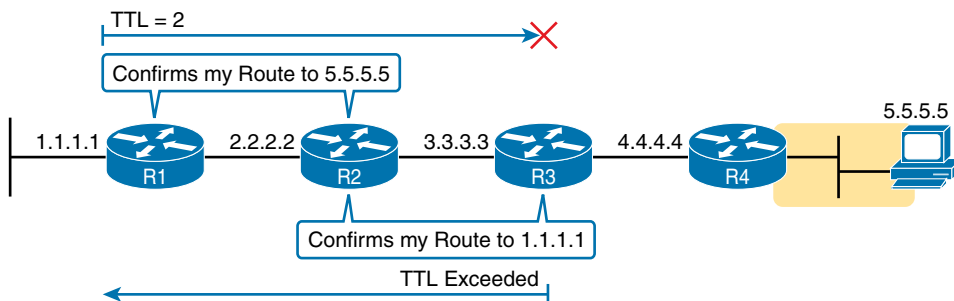 TTL = 2
Confirms my Route to 5.5.5.5
5.5.5.5
1.1.1.1
2.2.2.2
3.3.3.3
4.4.4.4
R1
R2
R3
R4
Confirms my Route to 1.1.1.1
TTL Exceeded